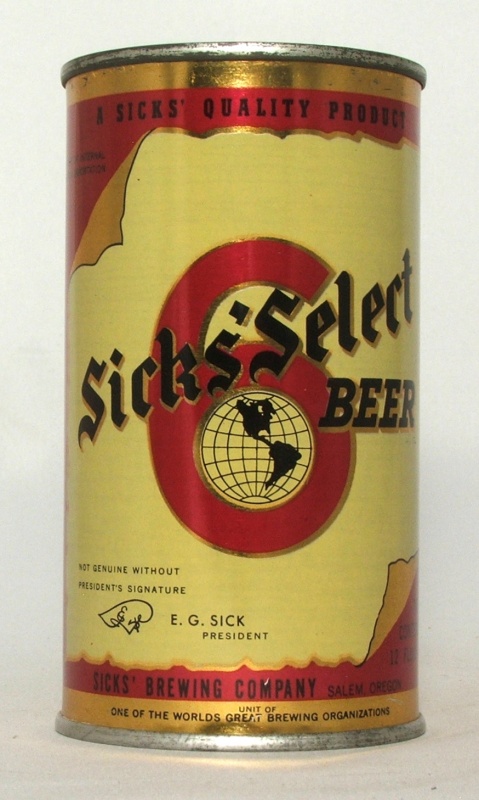 A SICKS' QUALITY PRODUCT
6
Sicks' Select
BEER
NOT GENUINE WITHOUT
PRESIDENT'S SIGNATURE
E. G. SICK
PRESIDENT
12
SICKS' BREWING COMPANY SALEM, OREGON
UNIT OF
ONE OF THE WORLDS GREAT BREWING ORGANIZATIONS